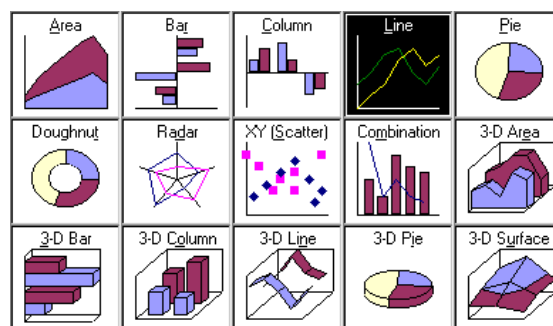 Area
Bar
Column
Line
Pie
Doughnut
Radar
XY (Scatter)
Combination
3-D Area
3-D Bar
3-D Column
3-D Line
3-D Pie
3-D Surface